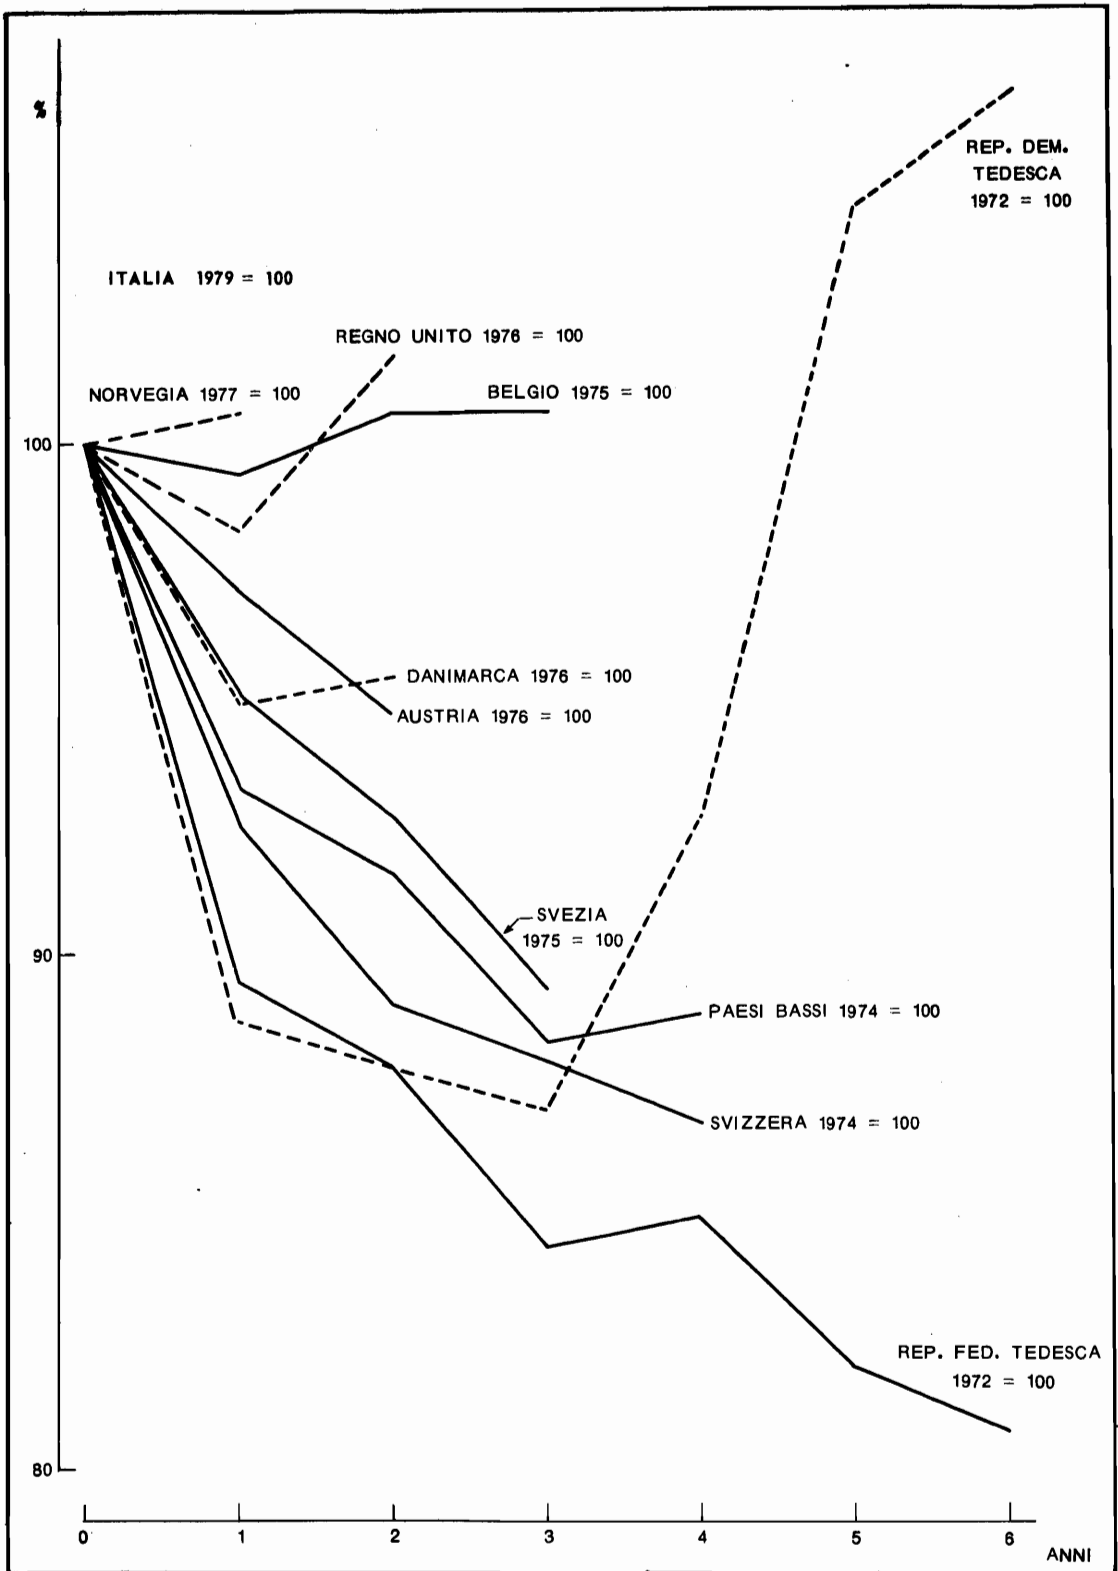 %
REP. DEM.
TEDESCA
1972 = 100
ITALIA 1979 = 100
REGNO UNITO 1976 = 100
NORVEGIA 1977 = 100
BELGIO 1975 = 100
100
DANIMARCA 1976 = 100
AUSTRIA 1976 = 100
SVEZIA
1975 = 100
90
PAESI BASSI 1974 = 100
SVIZZERA 1974 = 100
REP. FED. TEDESCA
1972 = 100
80
0 1 2 3 4 5 6
ANNI